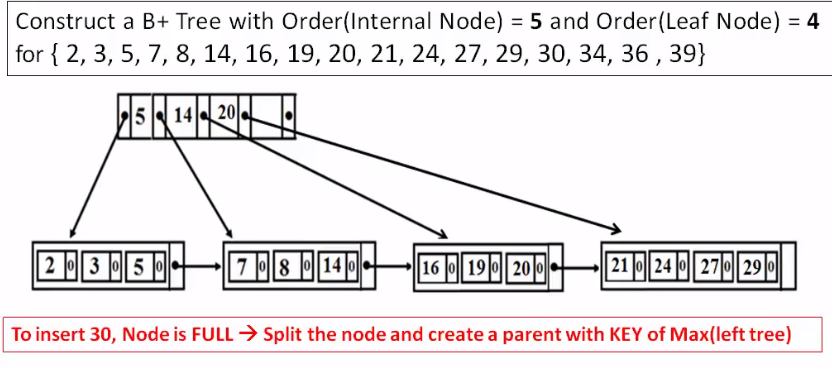 Construct a B+ Tree with Order(Internal Node) = 5 and Order(Leaf Node) = 4
for { 2, 3, 5, 7, 8, 14, 16, 19, 20, 21, 24, 27, 29, 30, 34, 36 , 39}
5 14 20
2 0 3 0 5 0 7 0 8 0 14 0 16 0 19 0 20 0 21 0 24 0 27 0 29 0
To insert 30, Node is FULL → Split the node and create a parent with KEY of Max(left tree)